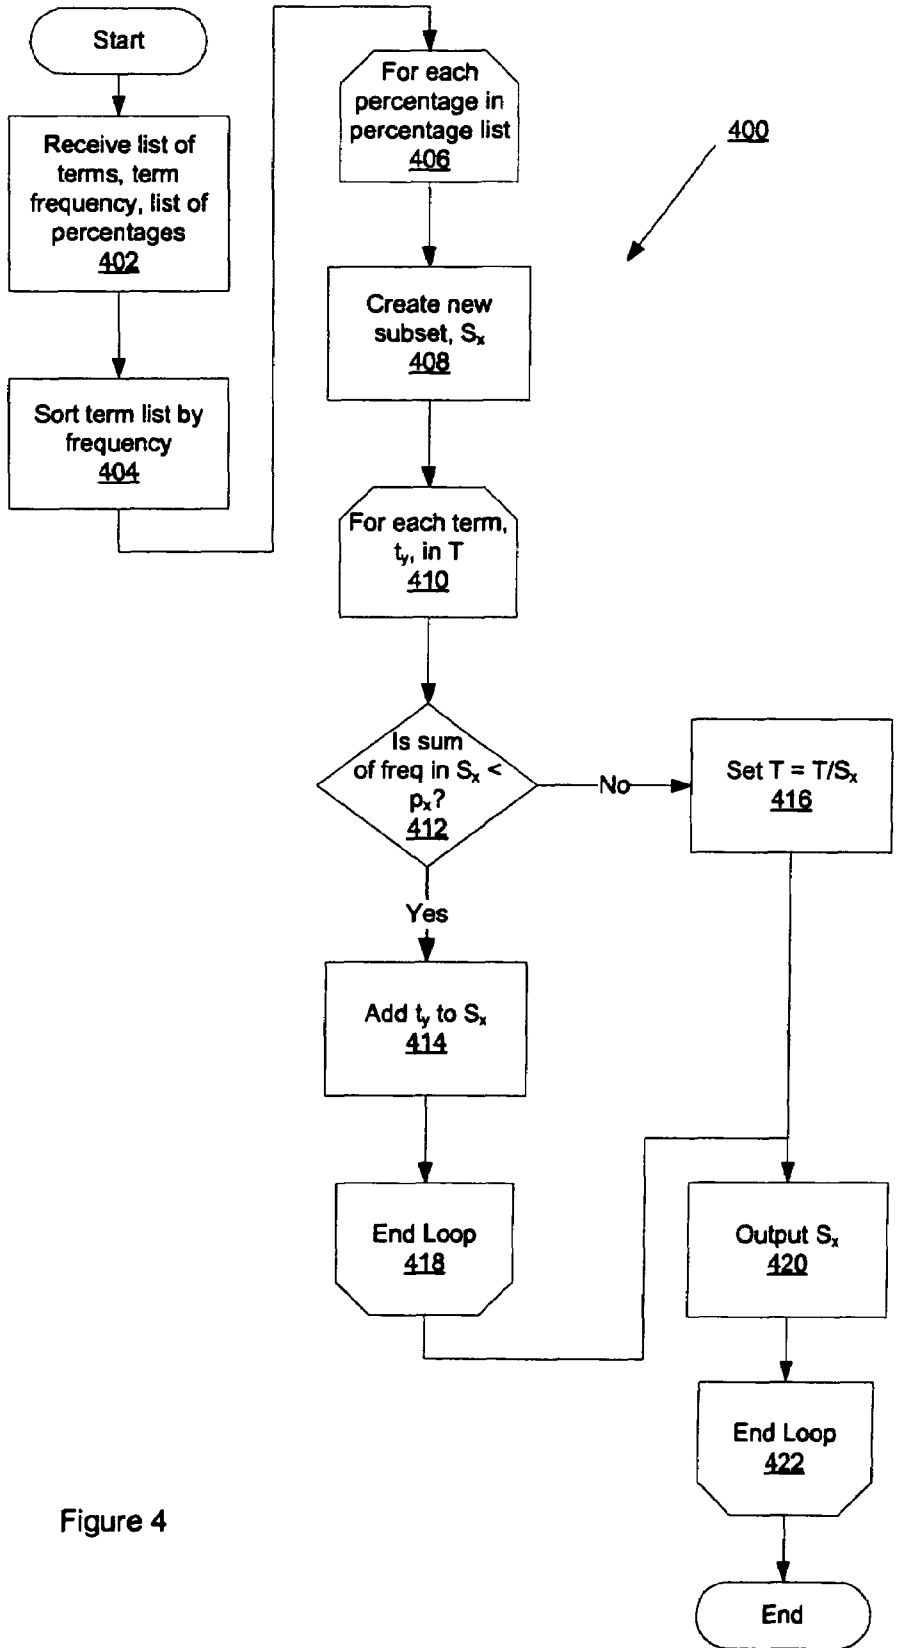 Start
Receive list of
terms, term
frequency, list of
percentages
402
Sort term list by
frequency
404
For each
percentage in
percentage list
406
400
Create new
subset, Sₓ
408
For each term,
tᵧ, in T
410
Is sum
of freq in Sₓ <
pₓ?
412
No
Set T = T/Sₓ
416
Yes
Add tᵧ to Sₓ
414
End Loop
418
Output Sₓ
420
End Loop
422
End
Figure 4